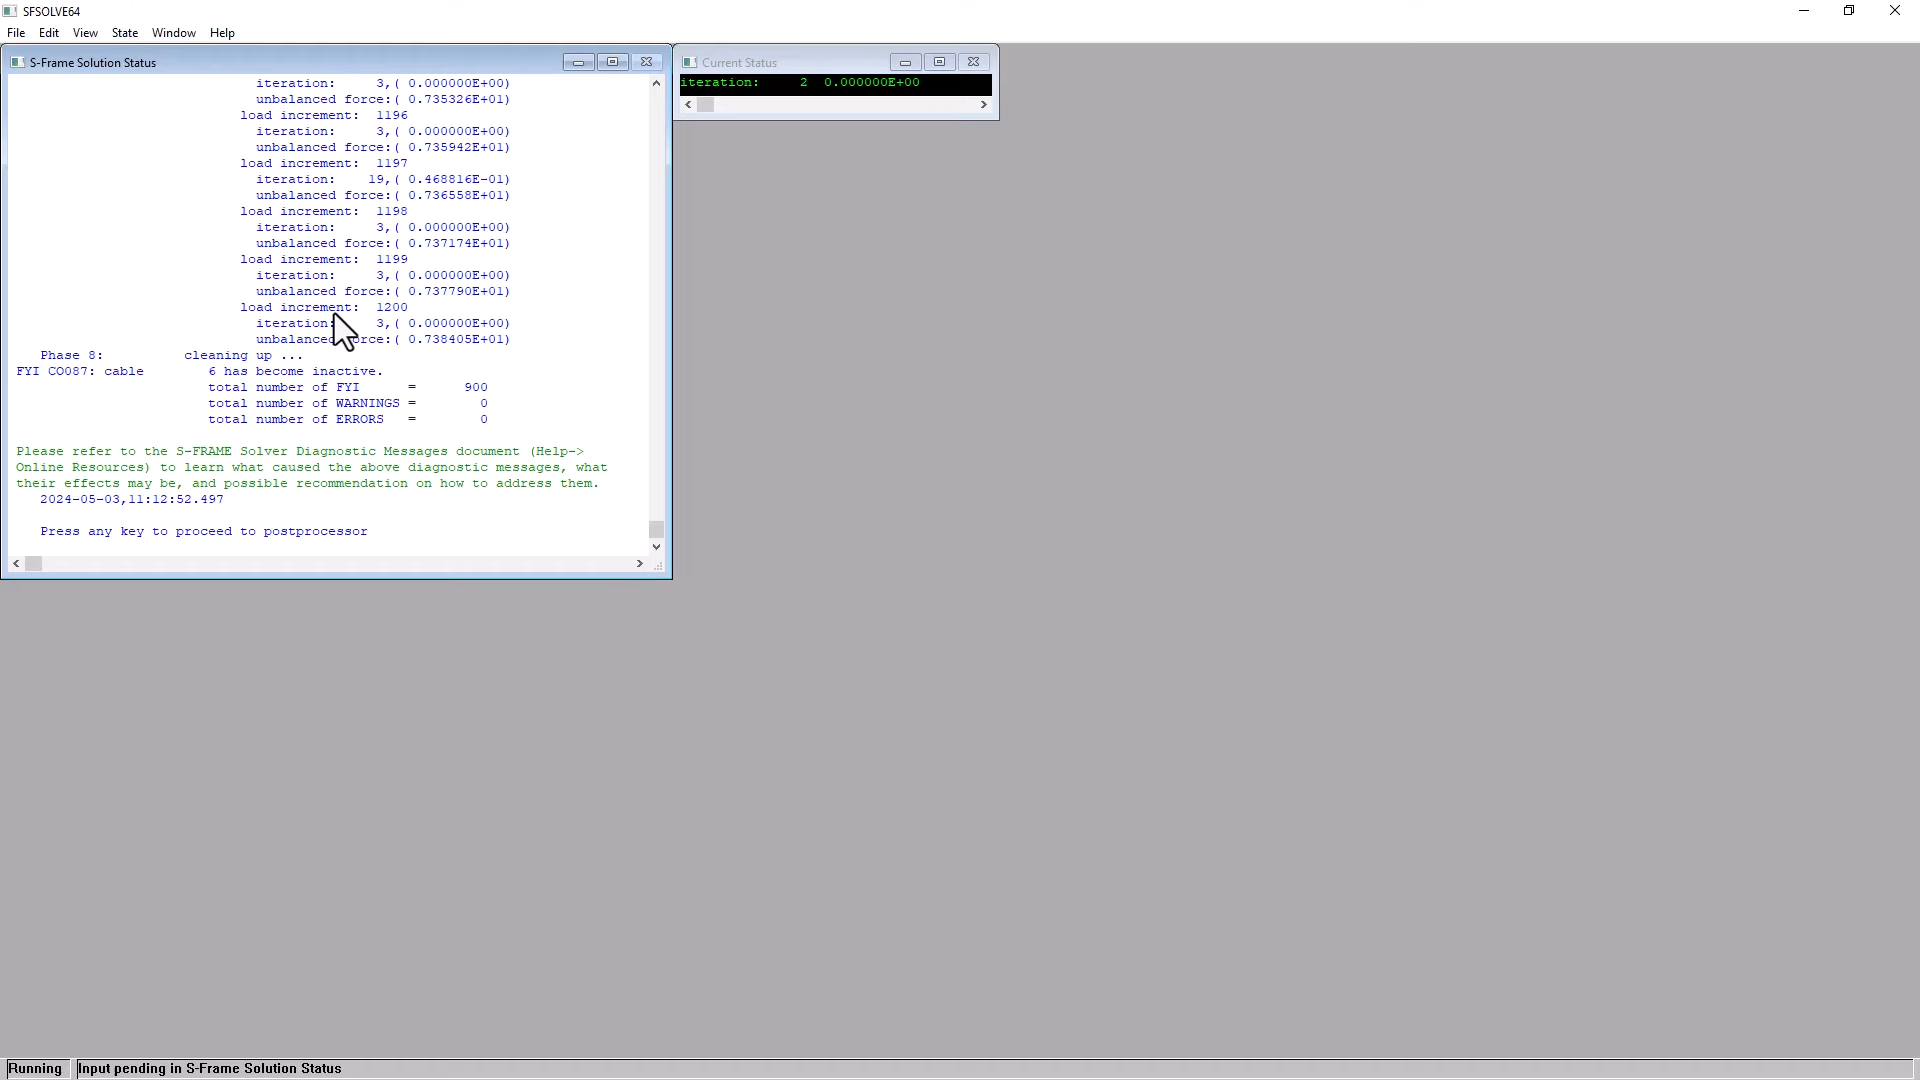 SFSOLVE64
File Edit View State Window Help
S-Frame Solution Status
iteration: 3,( 0.000000E+00)
unbalanced force:( 0.735326E+01)
load increment: 1196
iteration: 3,( 0.000000E+00)
unbalanced force:( 0.735942E+01)
load increment: 1197
iteration: 19,( 0.468816E-01)
unbalanced force:( 0.736558E+01)
load increment: 1198
iteration: 3,( 0.000000E+00)
unbalanced force:( 0.737174E+01)
load increment: 1199
iteration: 3,( 0.000000E+00)
unbalanced force:( 0.737790E+01)
load increment: 1200
iteration: 3,( 0.000000E+00)
unbalanced force:( 0.738405E+01)
Phase 8: cleaning up ...
FYI CO087: cable 6 has become inactive.
total number of FYI = 900
total number of WARNINGS = 0
total number of ERRORS = 0
Please refer to the S-FRAME Solver Diagnostic Messages document (Help->
Online Resources) to learn what caused the above diagnostic messages, what
their effects may be, and possible recommendation on how to address them.
2024-05-03,11:12:52.497
Press any key to proceed to postprocessor
Current Status
iteration: 2 0.000000E+00
Running Input pending in S-Frame Solution Status